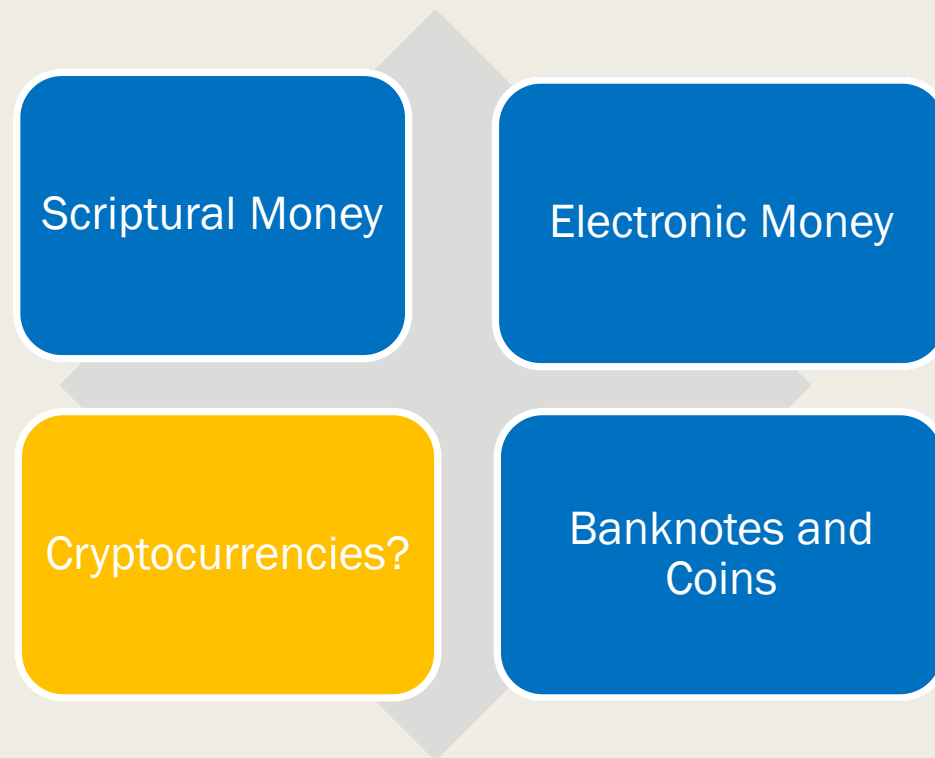 Scriptural Money
Electronic Money
Cryptocurrencies?
Banknotes and
Coins